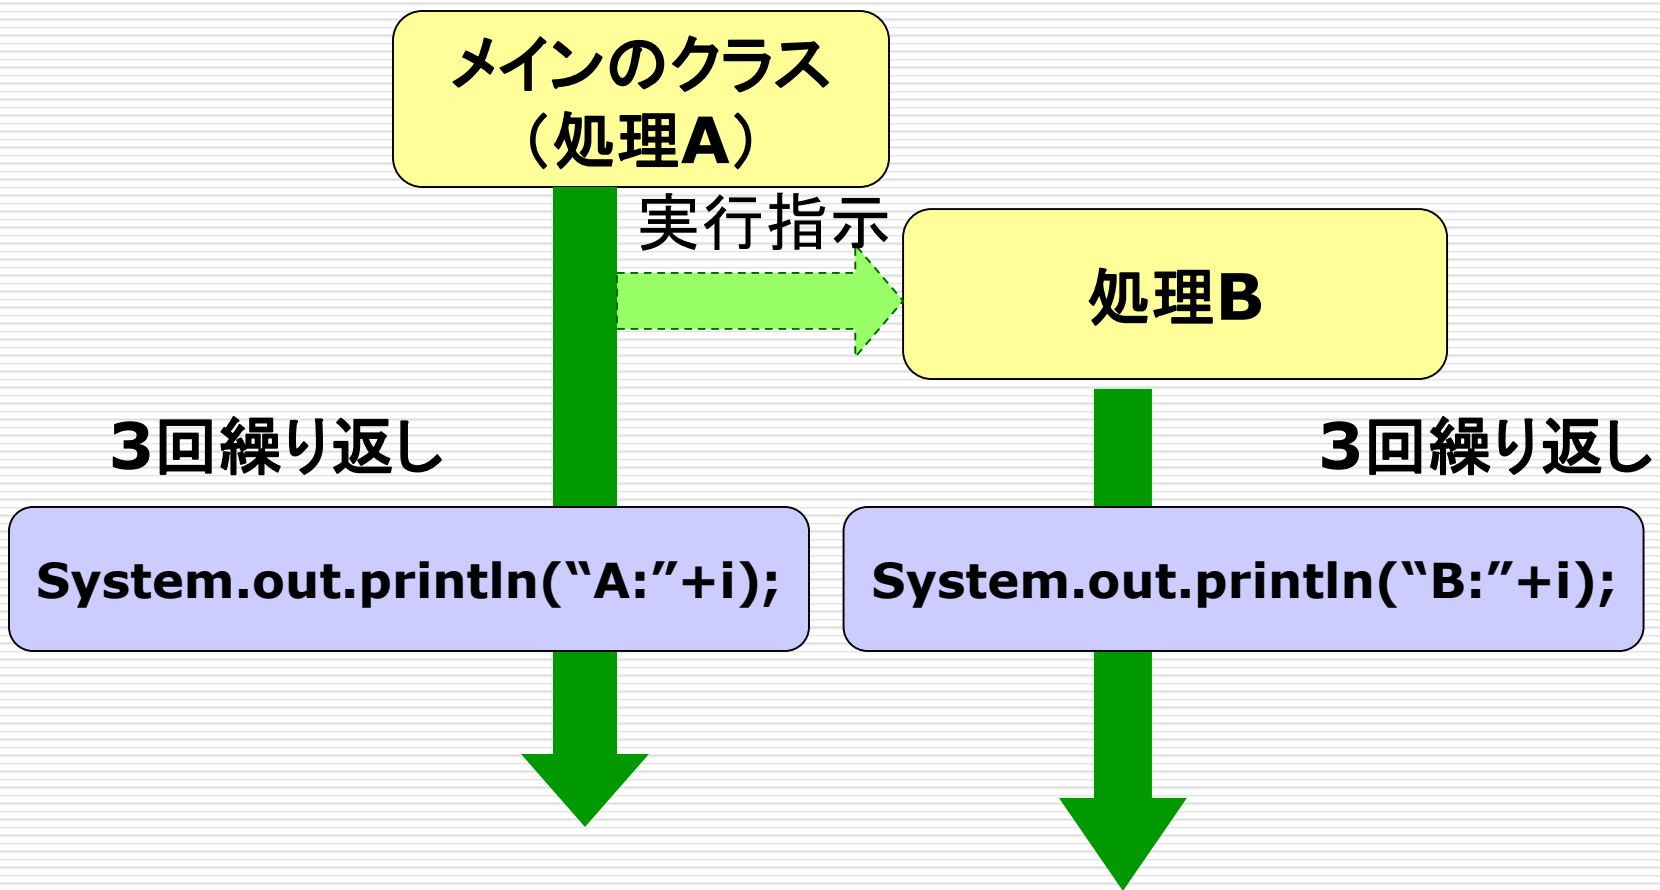 メインのクラス
（処理A）
実行指示
処理B
3回繰り返し
3回繰り返し
System.out.println(“A:”+i);
System.out.println(“B:”+i);